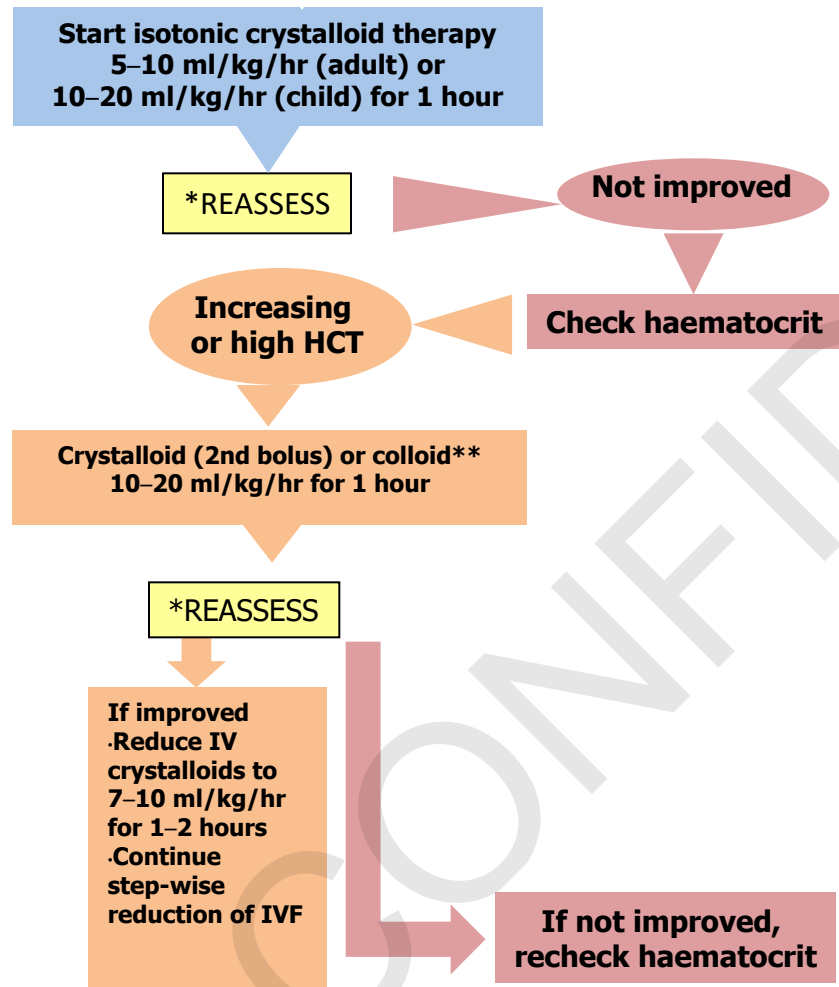 Start isotonic crystalloid therapy
5–10 ml/kg/hr (adult) or
10–20 ml/kg/hr (child) for 1 hour
*REASSESS
Not improved
Check haematocrit
Increasing
or high HCT
Crystalloid (2nd bolus) or colloid**
10–20 ml/kg/hr for 1 hour
*REASSESS
If improved
·Reduce IV
crystalloids to
7–10 ml/kg/hr
for 1–2 hours
·Continue
step-wise
reduction of IVF
If not improved,
recheck haematocrit
CONFID